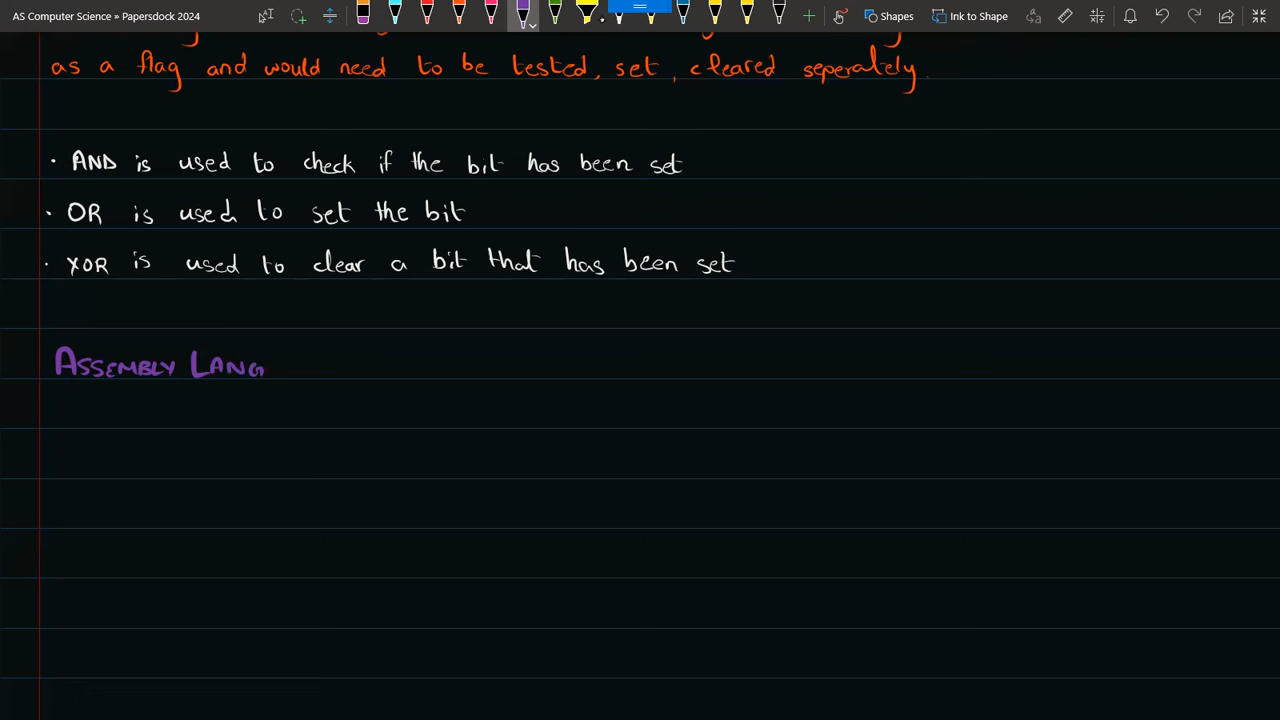 AS Computer Science » Papersdock 2024
Shapes
Ink to Shape
as a flag and would need to be tested, set, cleared seperately.
· AND is used to check if the bit has been set
· OR is used to set the bit
· XOR is used to clear a bit that has been set
ASSEMBLY LANG